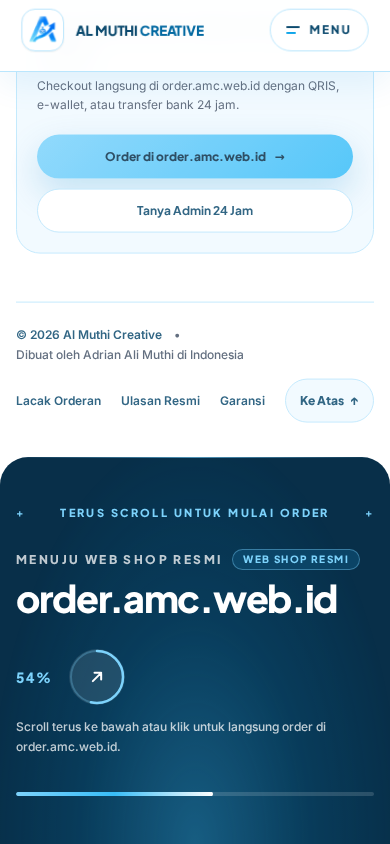 AL MUTHI CREATIVE
MENU
Checkout langsung di order.amc.web.id dengan QRIS,
e-wallet, atau transfer bank 24 jam.
Order di order.amc.web.id →
Tanya Admin 24 Jam
© 2026 Al Muthi Creative •
Dibuat oleh Adrian Ali Muthi di Indonesia
Lacak Orderan Ulasan Resmi Garansi Ke Atas ↑
+ TERUS SCROLL UNTUK MULAI ORDER +
MENUJU WEB SHOP RESMI WEB SHOP RESMI
order.amc.web.id
54% ↗
Scroll terus ke bawah atau klik untuk langsung order di
order.amc.web.id.